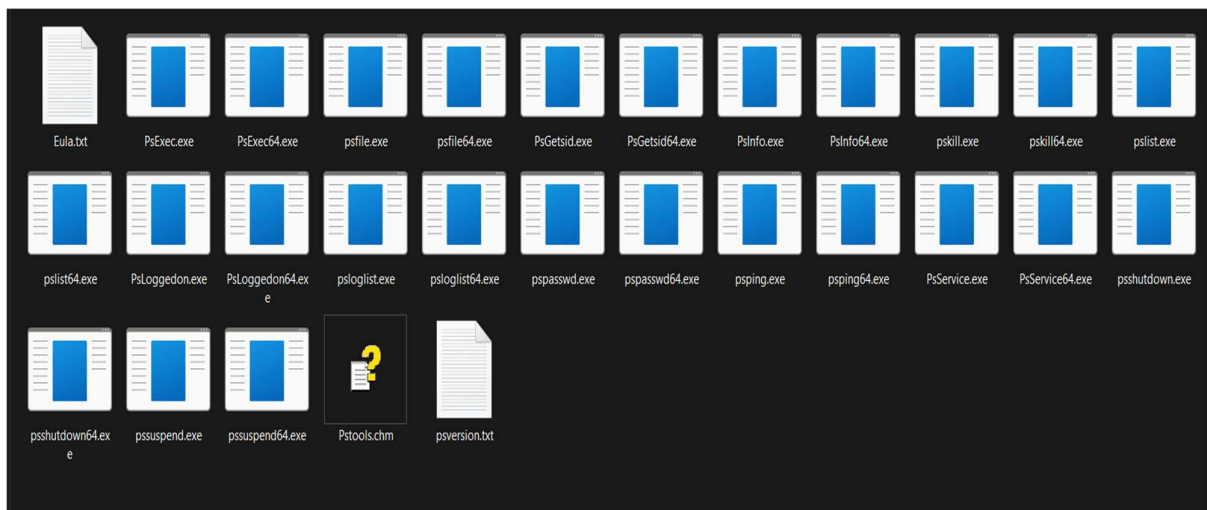 Eula.txt PsExec.exe PsExec64.exe psfile.exe psfile64.exe PsGetsid.exe PsGetsid64.exe PsInfo.exe PsInfo64.exe pskill.exe pskill64.exe pslist.exe
pslist64.exe PsLoggedon.exe PsLoggedon64.ex psloglist.exe psloglist64.exe pspasswd.exe pspasswd64.exe psping.exe psping64.exe PsService.exe PsService64.exe psshutdown.exe
e
psshutdown64.ex pssuspend.exe pssuspend64.exe Pstools.chm psversion.txt
e